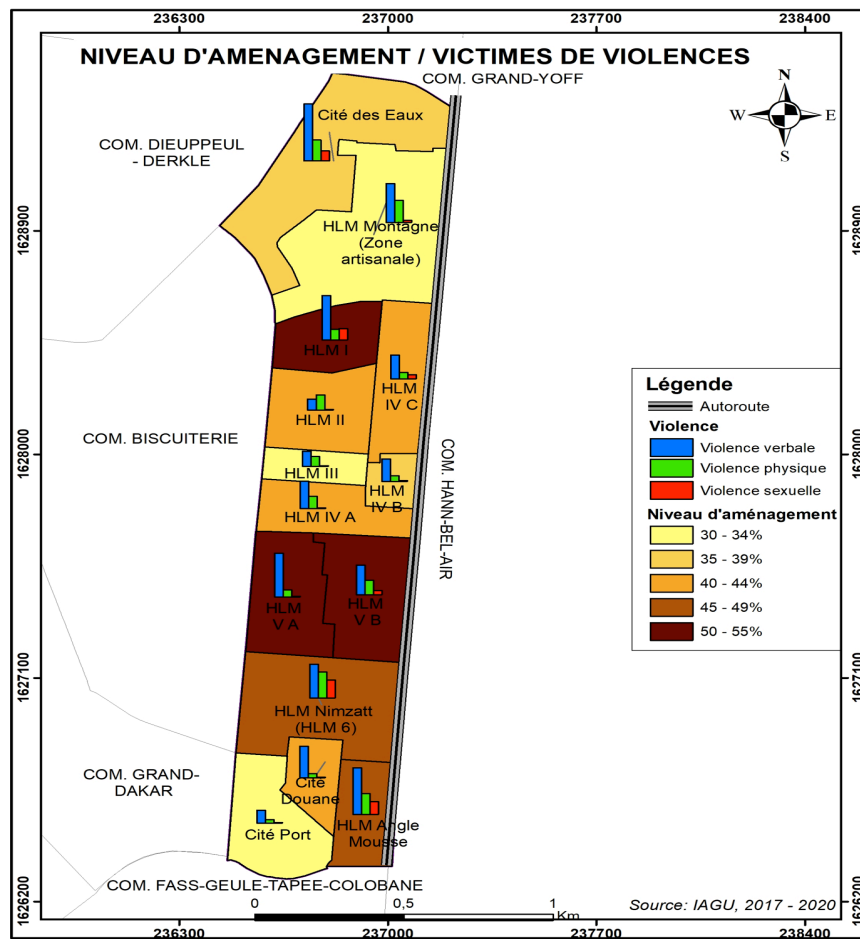 236300 237000 237700 238400
NIVEAU D'AMENAGEMENT / VICTIMES DE VIOLENCES
COM. GRAND-YOFF
N
W E
S
Cité des Eaux
COM. DIEUPPEUL
- DERKLE
1628900 1628900
HLM Montagne
(Zone
artisanale)
HLM I
HLM
IV C
HLM II
COM. BISCUITERIE
1628000 1628000
HLM III
HLM
IV B
HLM IV A
COM. HANN-BEL-AIR
HLM
V A
HLM
V B
1627100 1627100
HLM Nimzatt
(HLM 6)
COM. GRAND-
DAKAR
Cité
Douane
Cité Port
HLM Angle
Mousse
COM. FASS-GEULE-TAPEE-COLOBANE
1626200 1626200
Légende
Autoroute
Violence
Violence verbale
Violence physique
Violence sexuelle
Niveau d'aménagement
30 - 34%
35 - 39%
40 - 44%
45 - 49%
50 - 55%
Source: IAGU, 2017 - 2020
0 0,5 1
Km
236300 237000 237700 238400